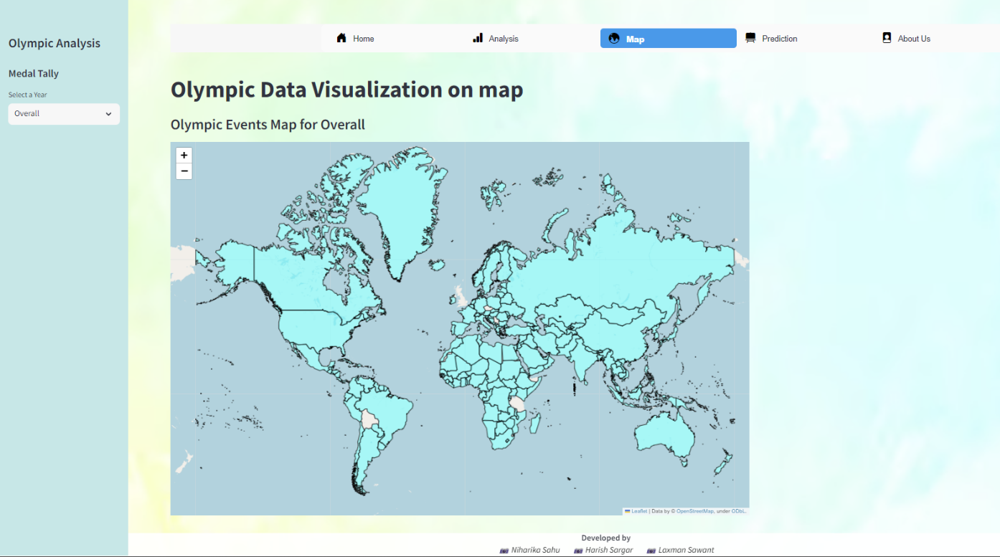 Olympic Analysis
Medal Tally
Select a Year
Overall
Home
Analysis
Map
Prediction
About Us
Olympic Data Visualization on map
Olympic Events Map for Overall
+
−
Leaflet | Data by © OpenStreetMap, under ODbL.
Developed by
Niharika Sahu Harish Sargar Laxman Sawant